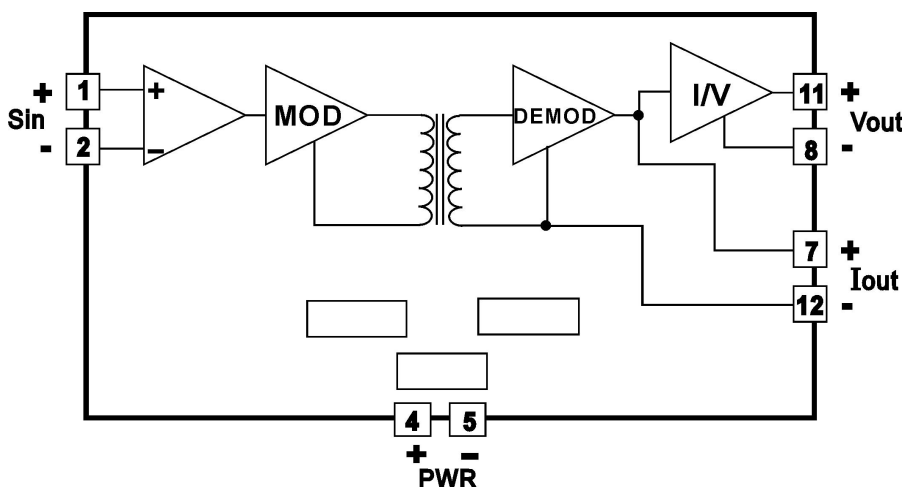 + 1 +
Sin
- 2 −
MOD
DEMOD
I/V
11 +
Vout
8 -
7 +
Iout
12 -
4 5
+ −
PWR